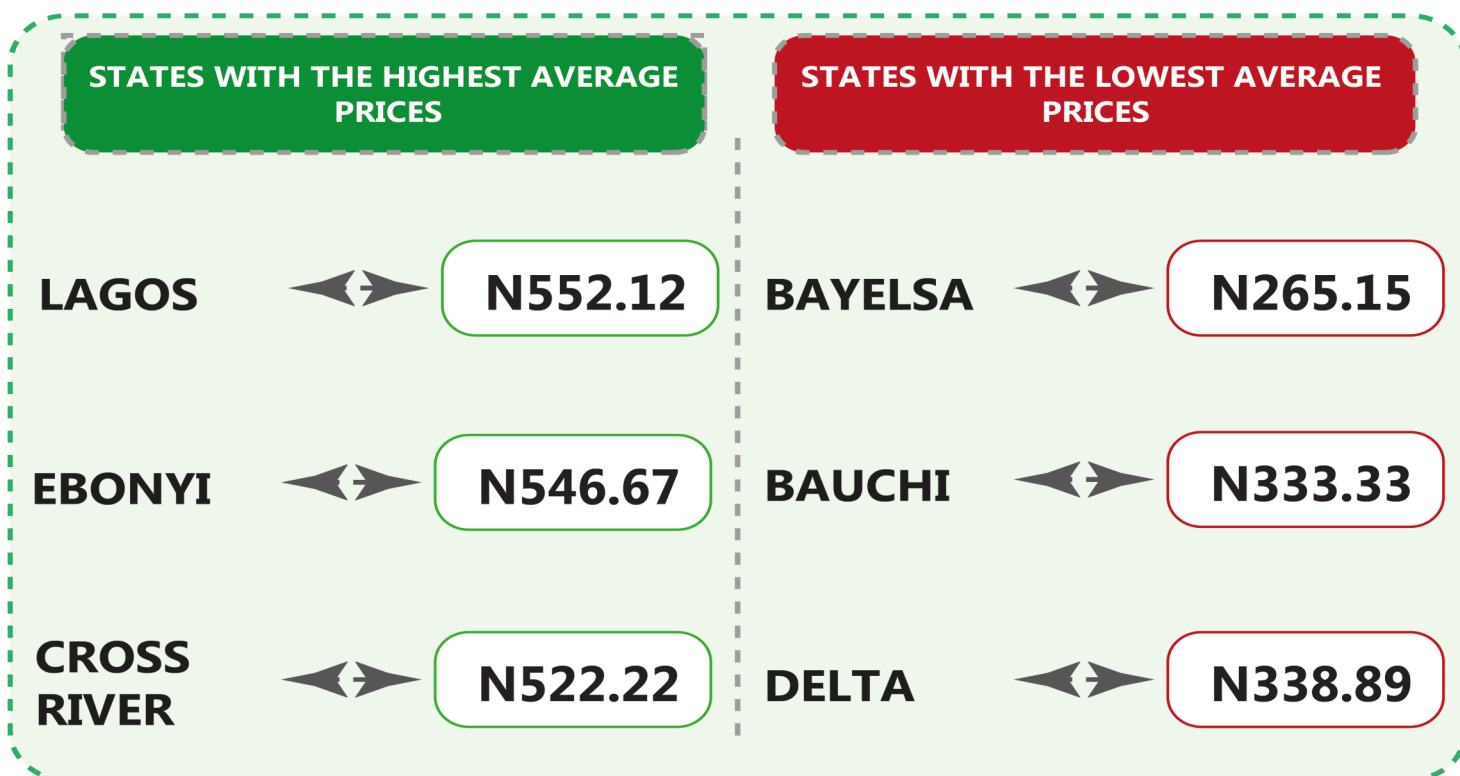 STATES WITH THE HIGHEST AVERAGE
PRICES
LAGOS N552.12
EBONYI N546.67
CROSS
RIVER N522.22
STATES WITH THE LOWEST AVERAGE
PRICES
BAYELSA N265.15
BAUCHI N333.33
DELTA N338.89